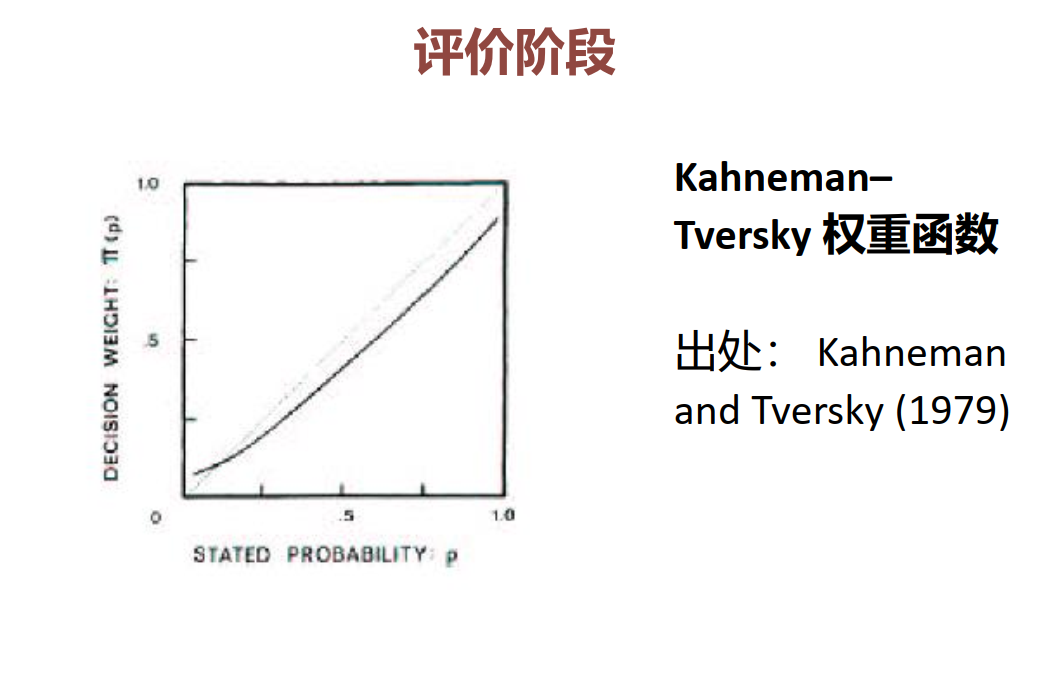 评价阶段
Kahneman–
Tversky 权重函数
出处： Kahneman
and Tversky (1979)
1.0
.5
0
.5
1.0
DECISION WEIGHT: π(p)
STATED PROBABILITY: p